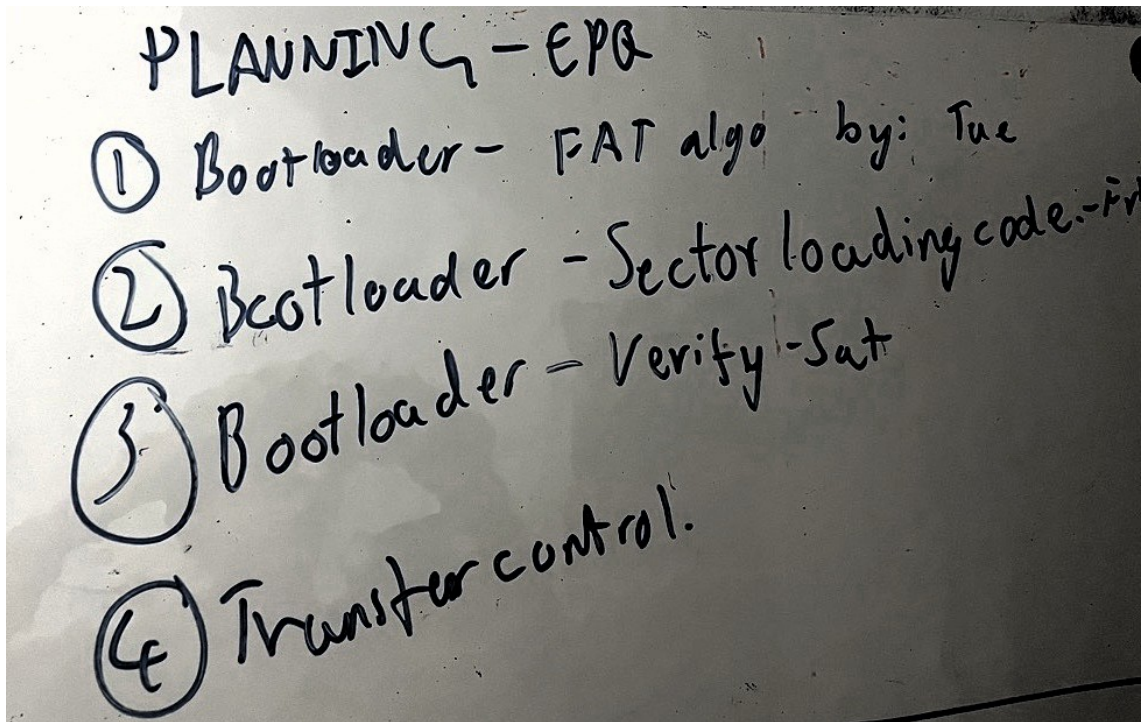 PLANNING - EPQ
① Bootloader - FAT algo by: Tue
② Bootloader - Sector loading code. - Fri
③ Bootloader - Verify - Sat
④ Transfer control.